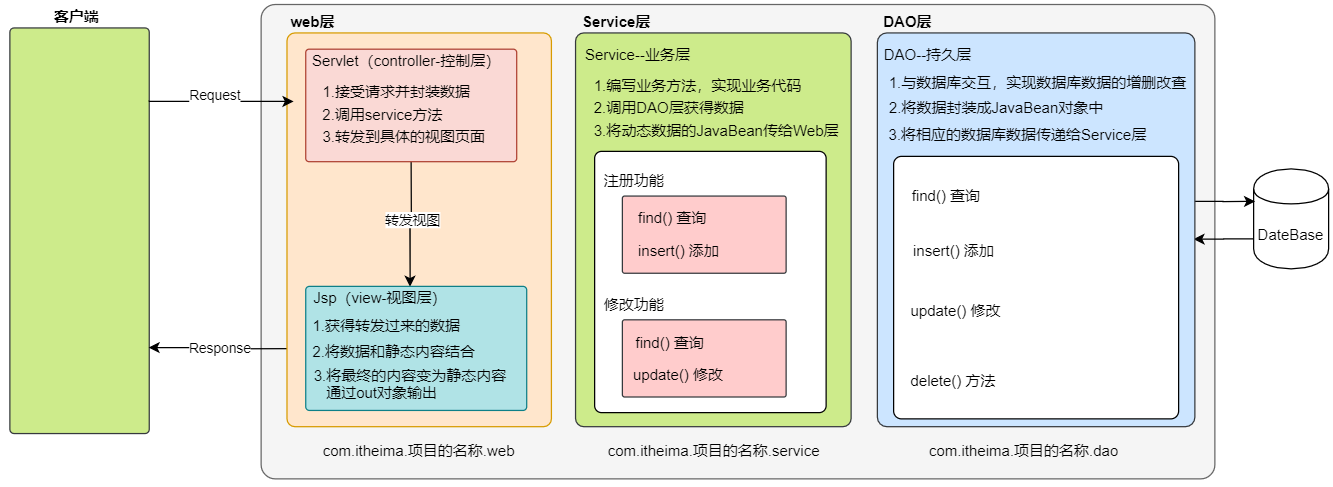 客户端
Request
Response
web层
Servlet（controller-控制层）
1.接受请求并封装数据
2.调用service方法
3.转发到具体的视图页面
转发视图
Jsp（view-视图层）
1.获得转发过来的数据
2.将数据和静态内容结合
3.将最终的内容变为静态内容
通过out对象输出
com.itheima.项目的名称.web
Service层
Service--业务层
1.编写业务方法，实现业务代码
2.调用DAO层获得数据
3.将动态数据的JavaBean传给Web层
注册功能
find() 查询
insert() 添加
修改功能
find() 查询
update() 修改
com.itheima.项目的名称.service
DAO层
DAO--持久层
1.与数据库交互，实现数据库数据的增删改查
2.将数据封装成JavaBean对象中
3.将相应的数据库数据传递给Service层
find() 查询
insert() 添加
update() 修改
delete() 方法
com.itheima.项目的名称.dao
DateBase